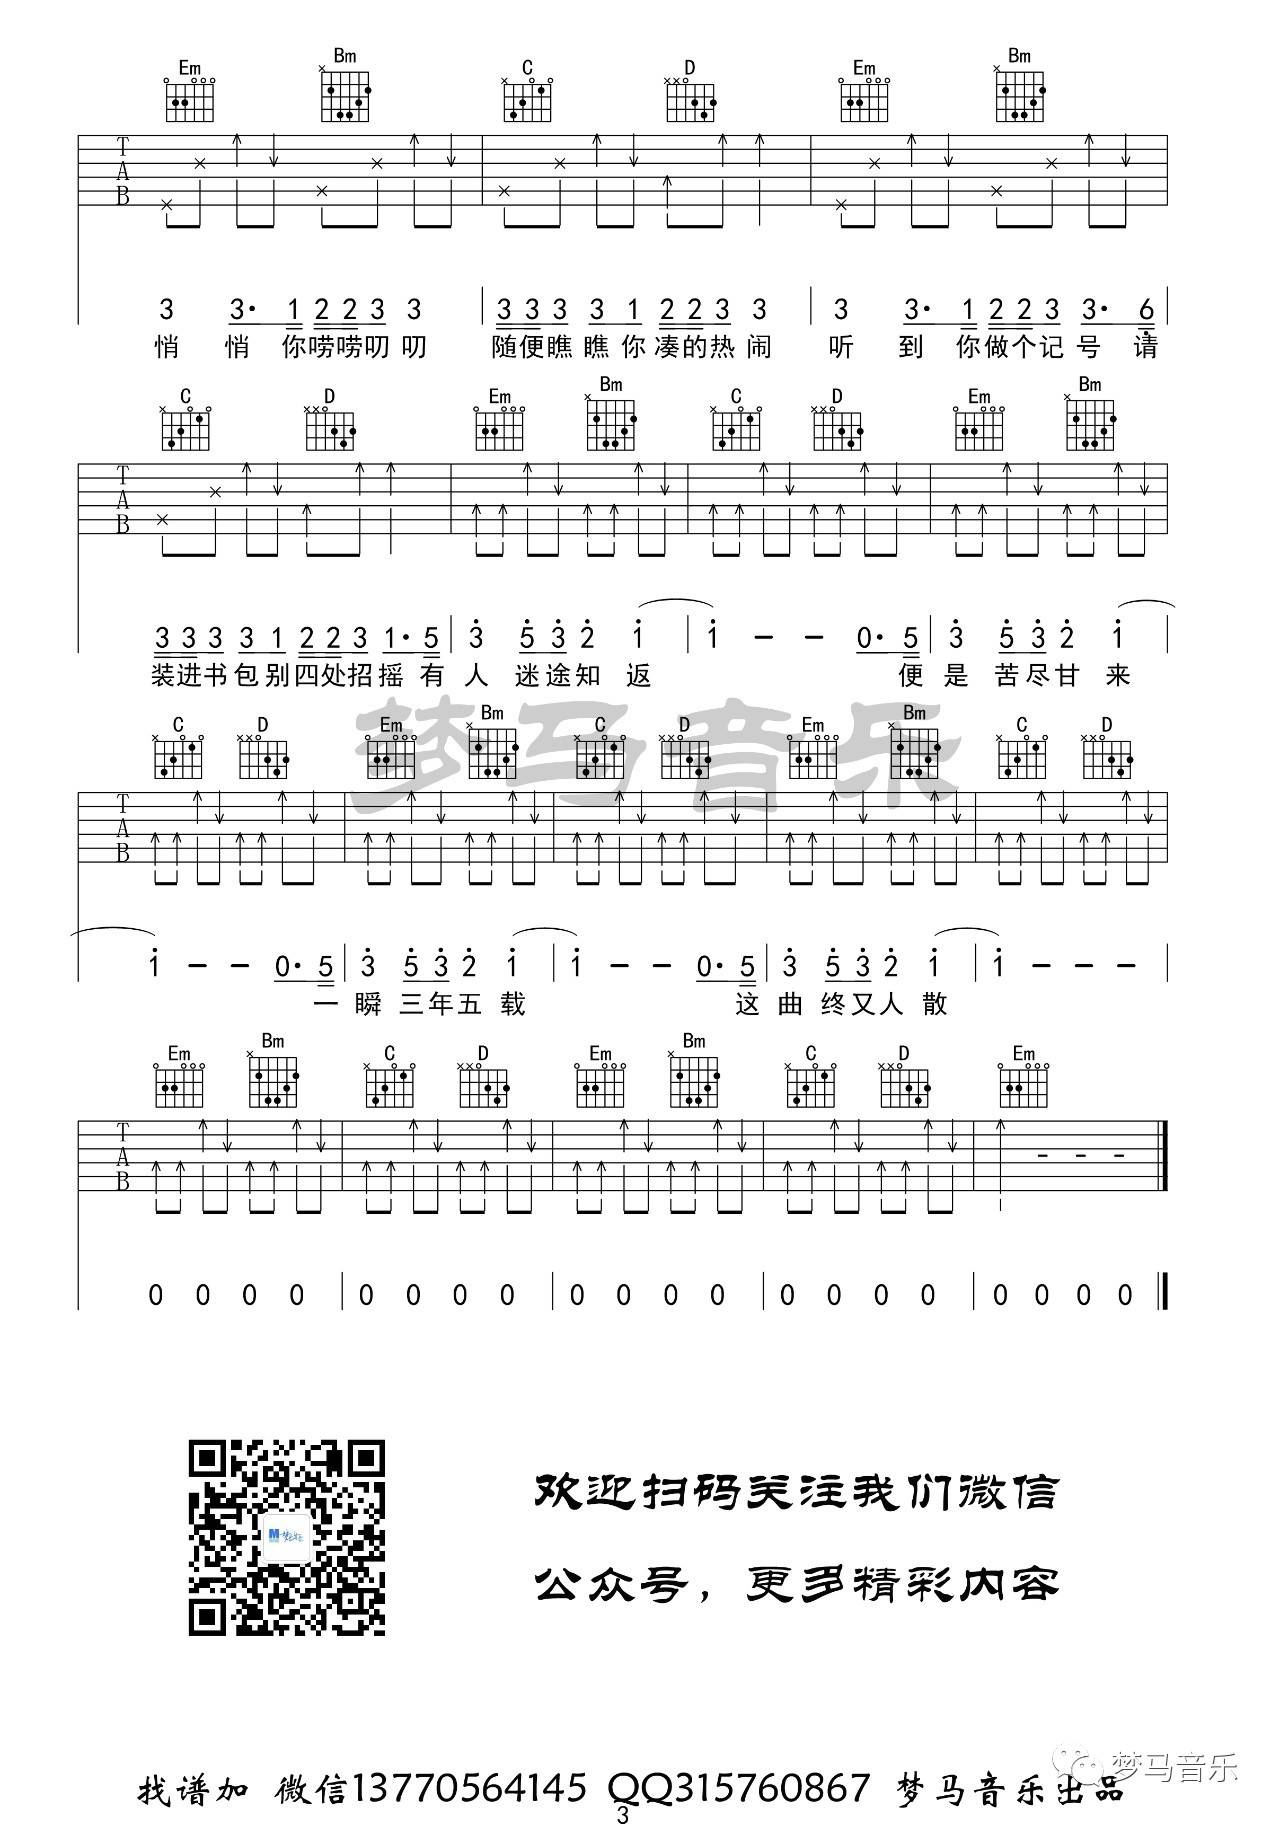 Em Bm C D Em Bm
T A B
3 3· 1 2 2 3 3 | 3 3 3 3 1 2 2 3 3 | 3 3· 1 2 2 3 3· 6
悄 悄 你唠唠叨 叨 随便瞧瞧你凑的热 闹 听 到 你做个记号 请
C D Em Bm C D Em Bm
T A B
3 3 3 3 1 2 2 3 1· 5 | 3 5 3 2 1 | 1 - - 0· 5 | 3 5 3 2 1
装进书包别四处招摇 有 人 迷途知 返 便 是 苦尽甘 来
梦马音乐
C D Em Bm C D Em Bm C D
T A B
1 - - 0· 5 | 3 5 3 2 1 | 1 - - 0· 5 | 3 5 3 2 1 | 1 - - -
一 瞬 三年五 载 这 曲 终又人 散
Em Bm C D Em Bm C D Em
T A B - - -
0 0 0 0 | 0 0 0 0 | 0 0 0 0 | 0 0 0 0 | 0 0 0 0
欢迎扫码关注我们微信
公众号，更多精彩内容
梦马音乐
找谱加 微信13770564145 QQ315760867 梦马音乐出品
3